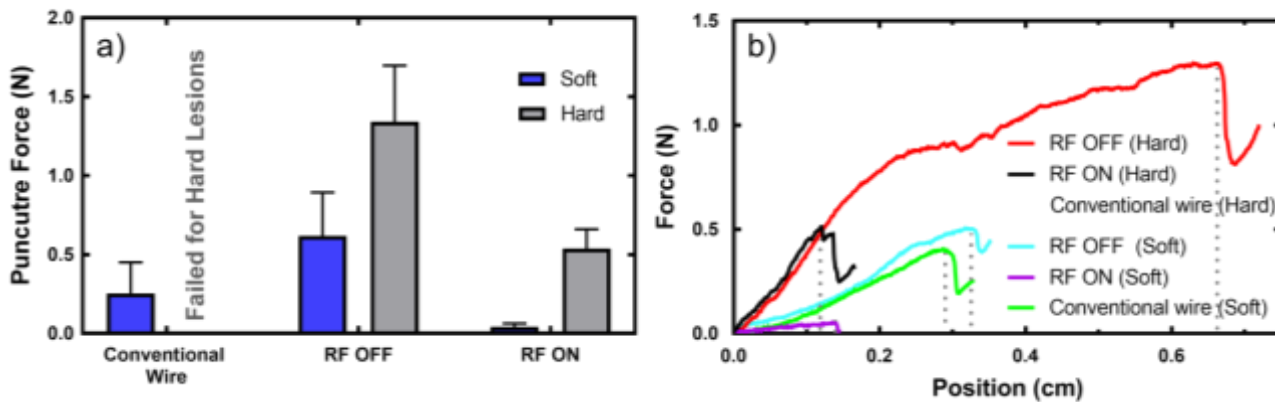 a)
Puncutre Force (N)
2.0
1.5
1.0
0.5
0.0
Failed for Hard Lesions
Soft
Hard
Conventional
Wire
RF OFF
RF ON
b)
Force (N)
1.5
1.0
0.5
0.0
RF OFF (Hard)
RF ON (Hard)
Conventional wire (Hard)
RF OFF (Soft)
RF ON (Soft)
Conventional wire (Soft)
0.0 0.2 0.4 0.6
Position (cm)